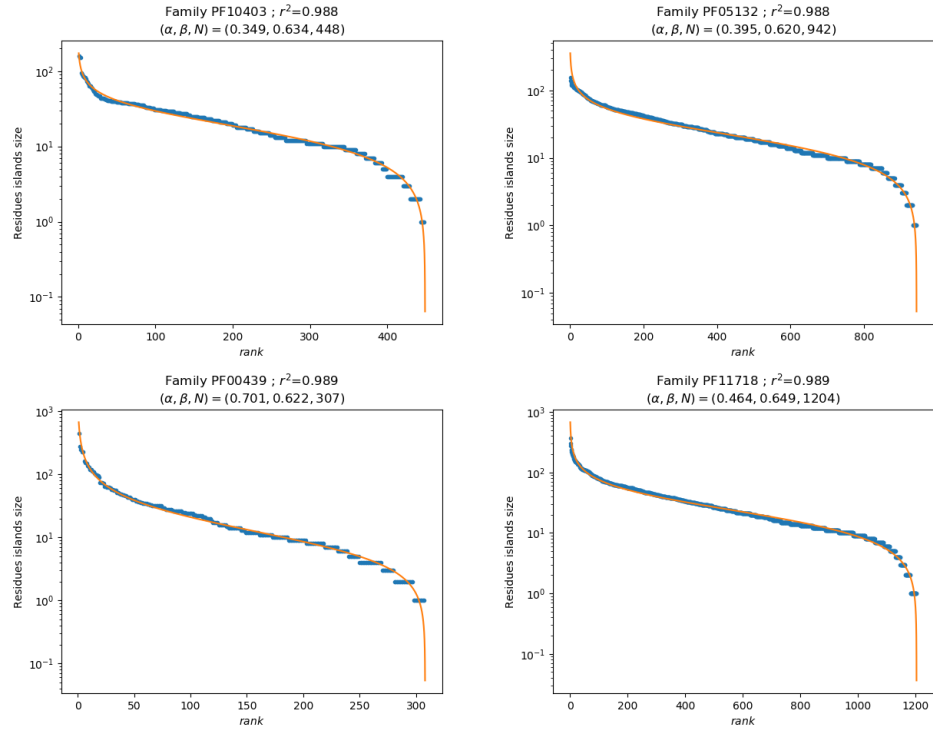 Family PF10403 ; r²=0.988
(α, β, N) = (0.349, 0.634, 448)
10²
10¹
10⁰
10⁻¹
Residues islands size
0 100 200 300 400
rank
Family PF05132 ; r²=0.988
(α, β, N) = (0.395, 0.620, 942)
10²
10¹
10⁰
10⁻¹
Residues islands size
0 200 400 600 800
rank
Family PF00439 ; r²=0.989
(α, β, N) = (0.701, 0.622, 307)
10³
10²
10¹
10⁰
10⁻¹
Residues islands size
0 50 100 150 200 250 300
rank
Family PF11718 ; r²=0.989
(α, β, N) = (0.464, 0.649, 1204)
10³
10²
10¹
10⁰
10⁻¹
Residues islands size
0 200 400 600 800 1000 1200
rank